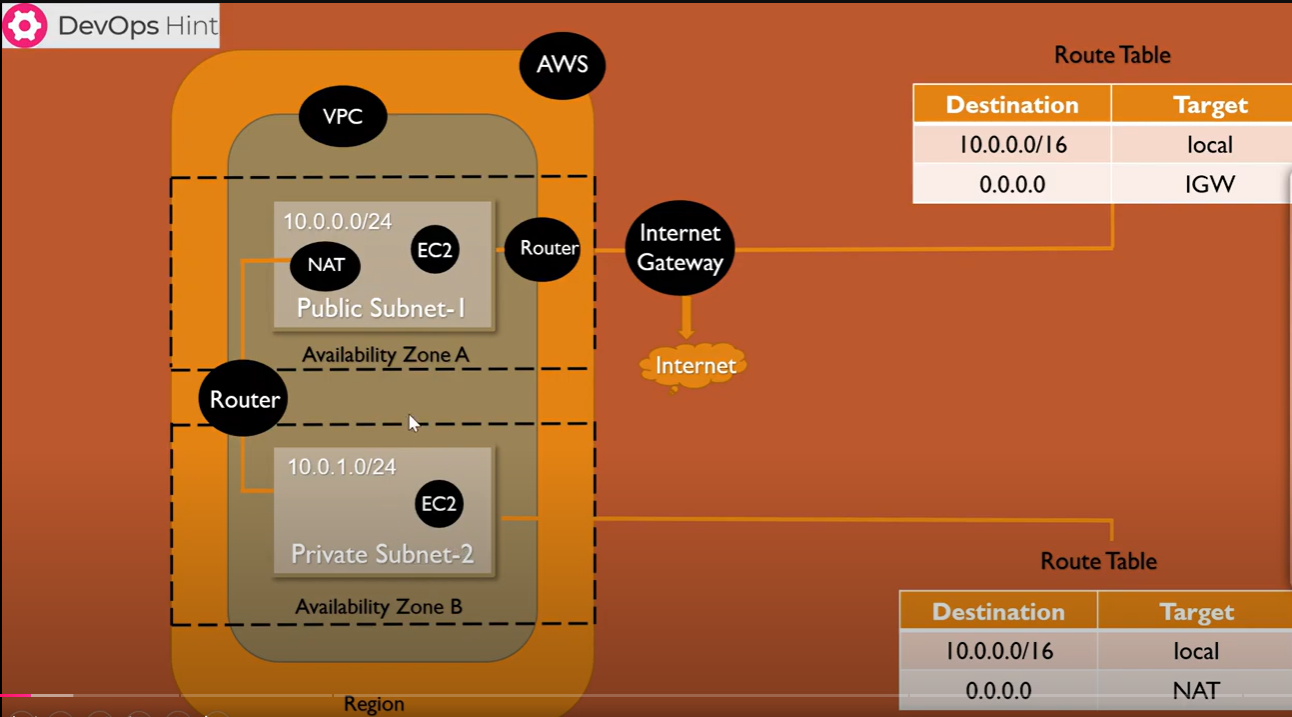 DevOps Hint
AWS
VPC
10.0.0.0/24
NAT
EC2
Public Subnet-1
Availability Zone A
Router
Internet
Gateway
Internet
Router
10.0.1.0/24
EC2
Private Subnet-2
Availability Zone B
Region
Route Table
Destination Target
10.0.0.0/16 local
0.0.0.0 IGW
Route Table
Destination Target
10.0.0.0/16 local
0.0.0.0 NAT